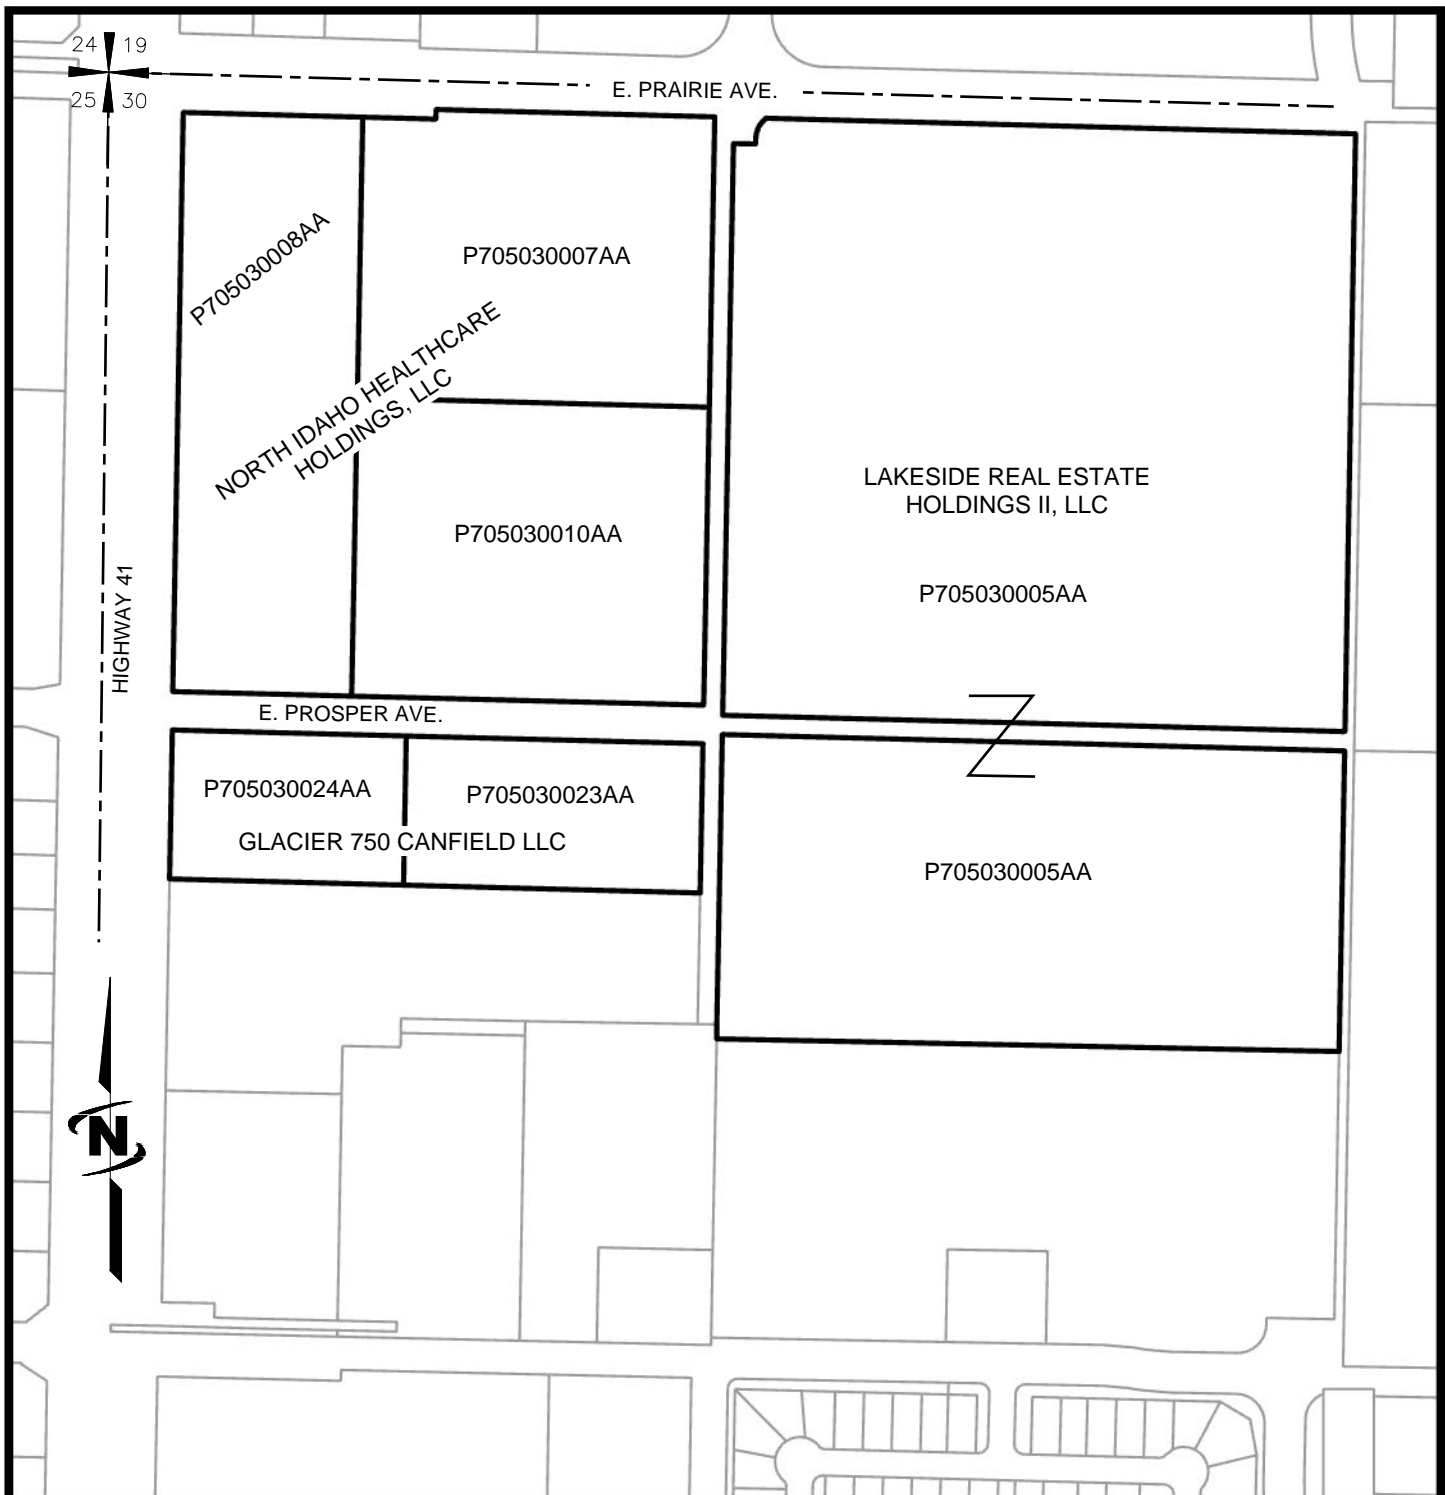 24 19
25 30
E. PRAIRIE AVE.
P705030008AA
P705030007AA
NORTH IDAHO HEALTHCARE
HOLDINGS, LLC
P705030010AA
LAKESIDE REAL ESTATE
HOLDINGS II, LLC
P705030005AA
HIGHWAY 41
E. PROSPER AVE.
P705030024AA
P705030023AA
GLACIER 750 CANFIELD LLC
P705030005AA
N